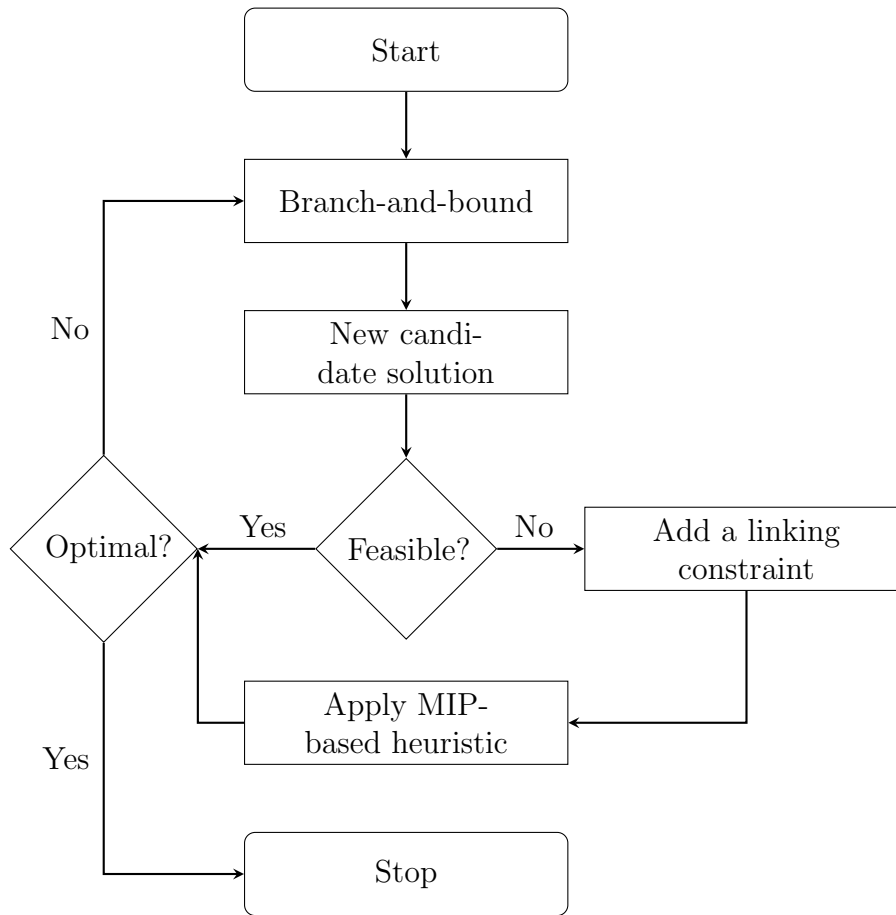 Start
Branch-and-bound
No
New candi-
date solution
Optimal?
Yes
Feasible?
No
Add a linking
constraint
Apply MIP-
based heuristic
Yes
Stop